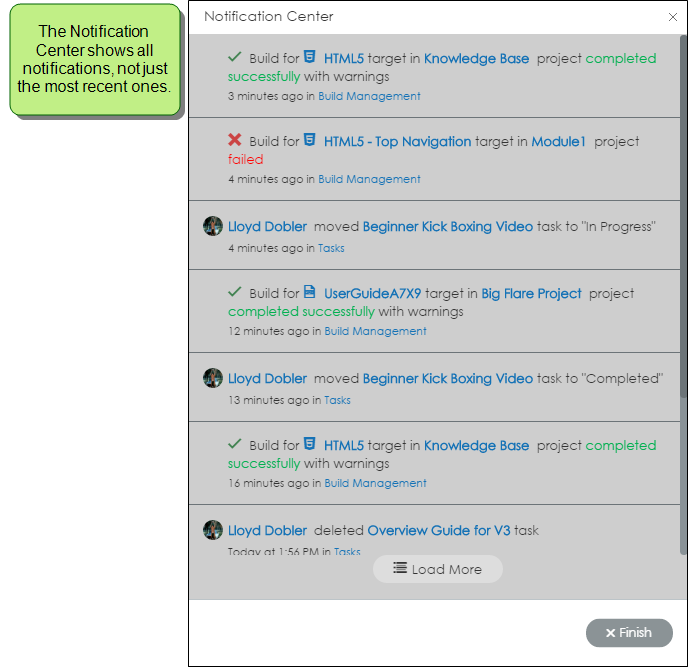 The Notification
Center shows all
notifications, not just
the most recent ones.
Notification Center
Build for HTML5 target in Knowledge Base project completed
successfully with warnings
3 minutes ago in Build Management
Build for HTML5 - Top Navigation target in Module1 project
failed
4 minutes ago in Build Management
Lloyd Dobler moved Beginner Kick Boxing Video task to "In Progress"
4 minutes ago in Tasks
Build for UserGuideA7X9 target in Big Flare Project project
completed successfully with warnings
12 minutes ago in Build Management
Lloyd Dobler moved Beginner Kick Boxing Video task to "Completed"
13 minutes ago in Tasks
Build for HTML5 target in Knowledge Base project completed
successfully with warnings
16 minutes ago in Build Management
Lloyd Dobler deleted Overview Guide for V3 task
Today at 1:56 PM in Tasks
Load More
Finish